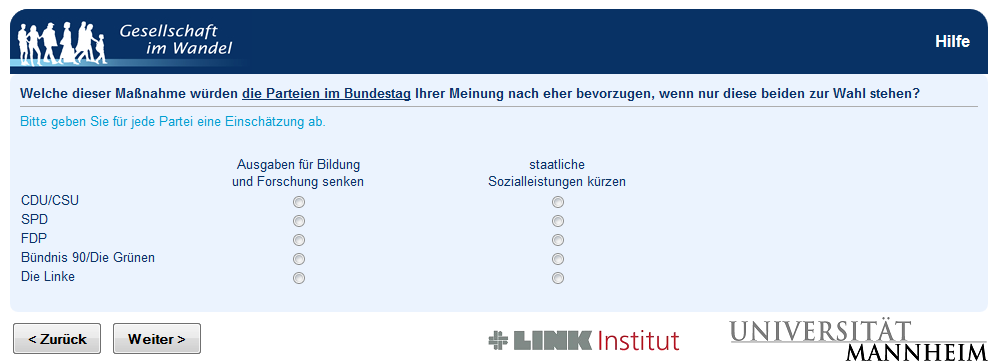 Gesellschaft
im Wandel
Hilfe
Welche dieser Maßnahme würden die Parteien im Bundestag Ihrer Meinung nach eher bevorzugen, wenn nur diese beiden zur Wahl stehen?
Bitte geben Sie für jede Partei eine Einschätzung ab.
Ausgaben für Bildung
und Forschung senken
staatliche
Sozialleistungen kürzen
CDU/CSU
SPD
FDP
Bündnis 90/Die Grünen
Die Linke
< Zurück
Weiter >
LINK Institut
UNIVERSITÄT
MANNHEIM